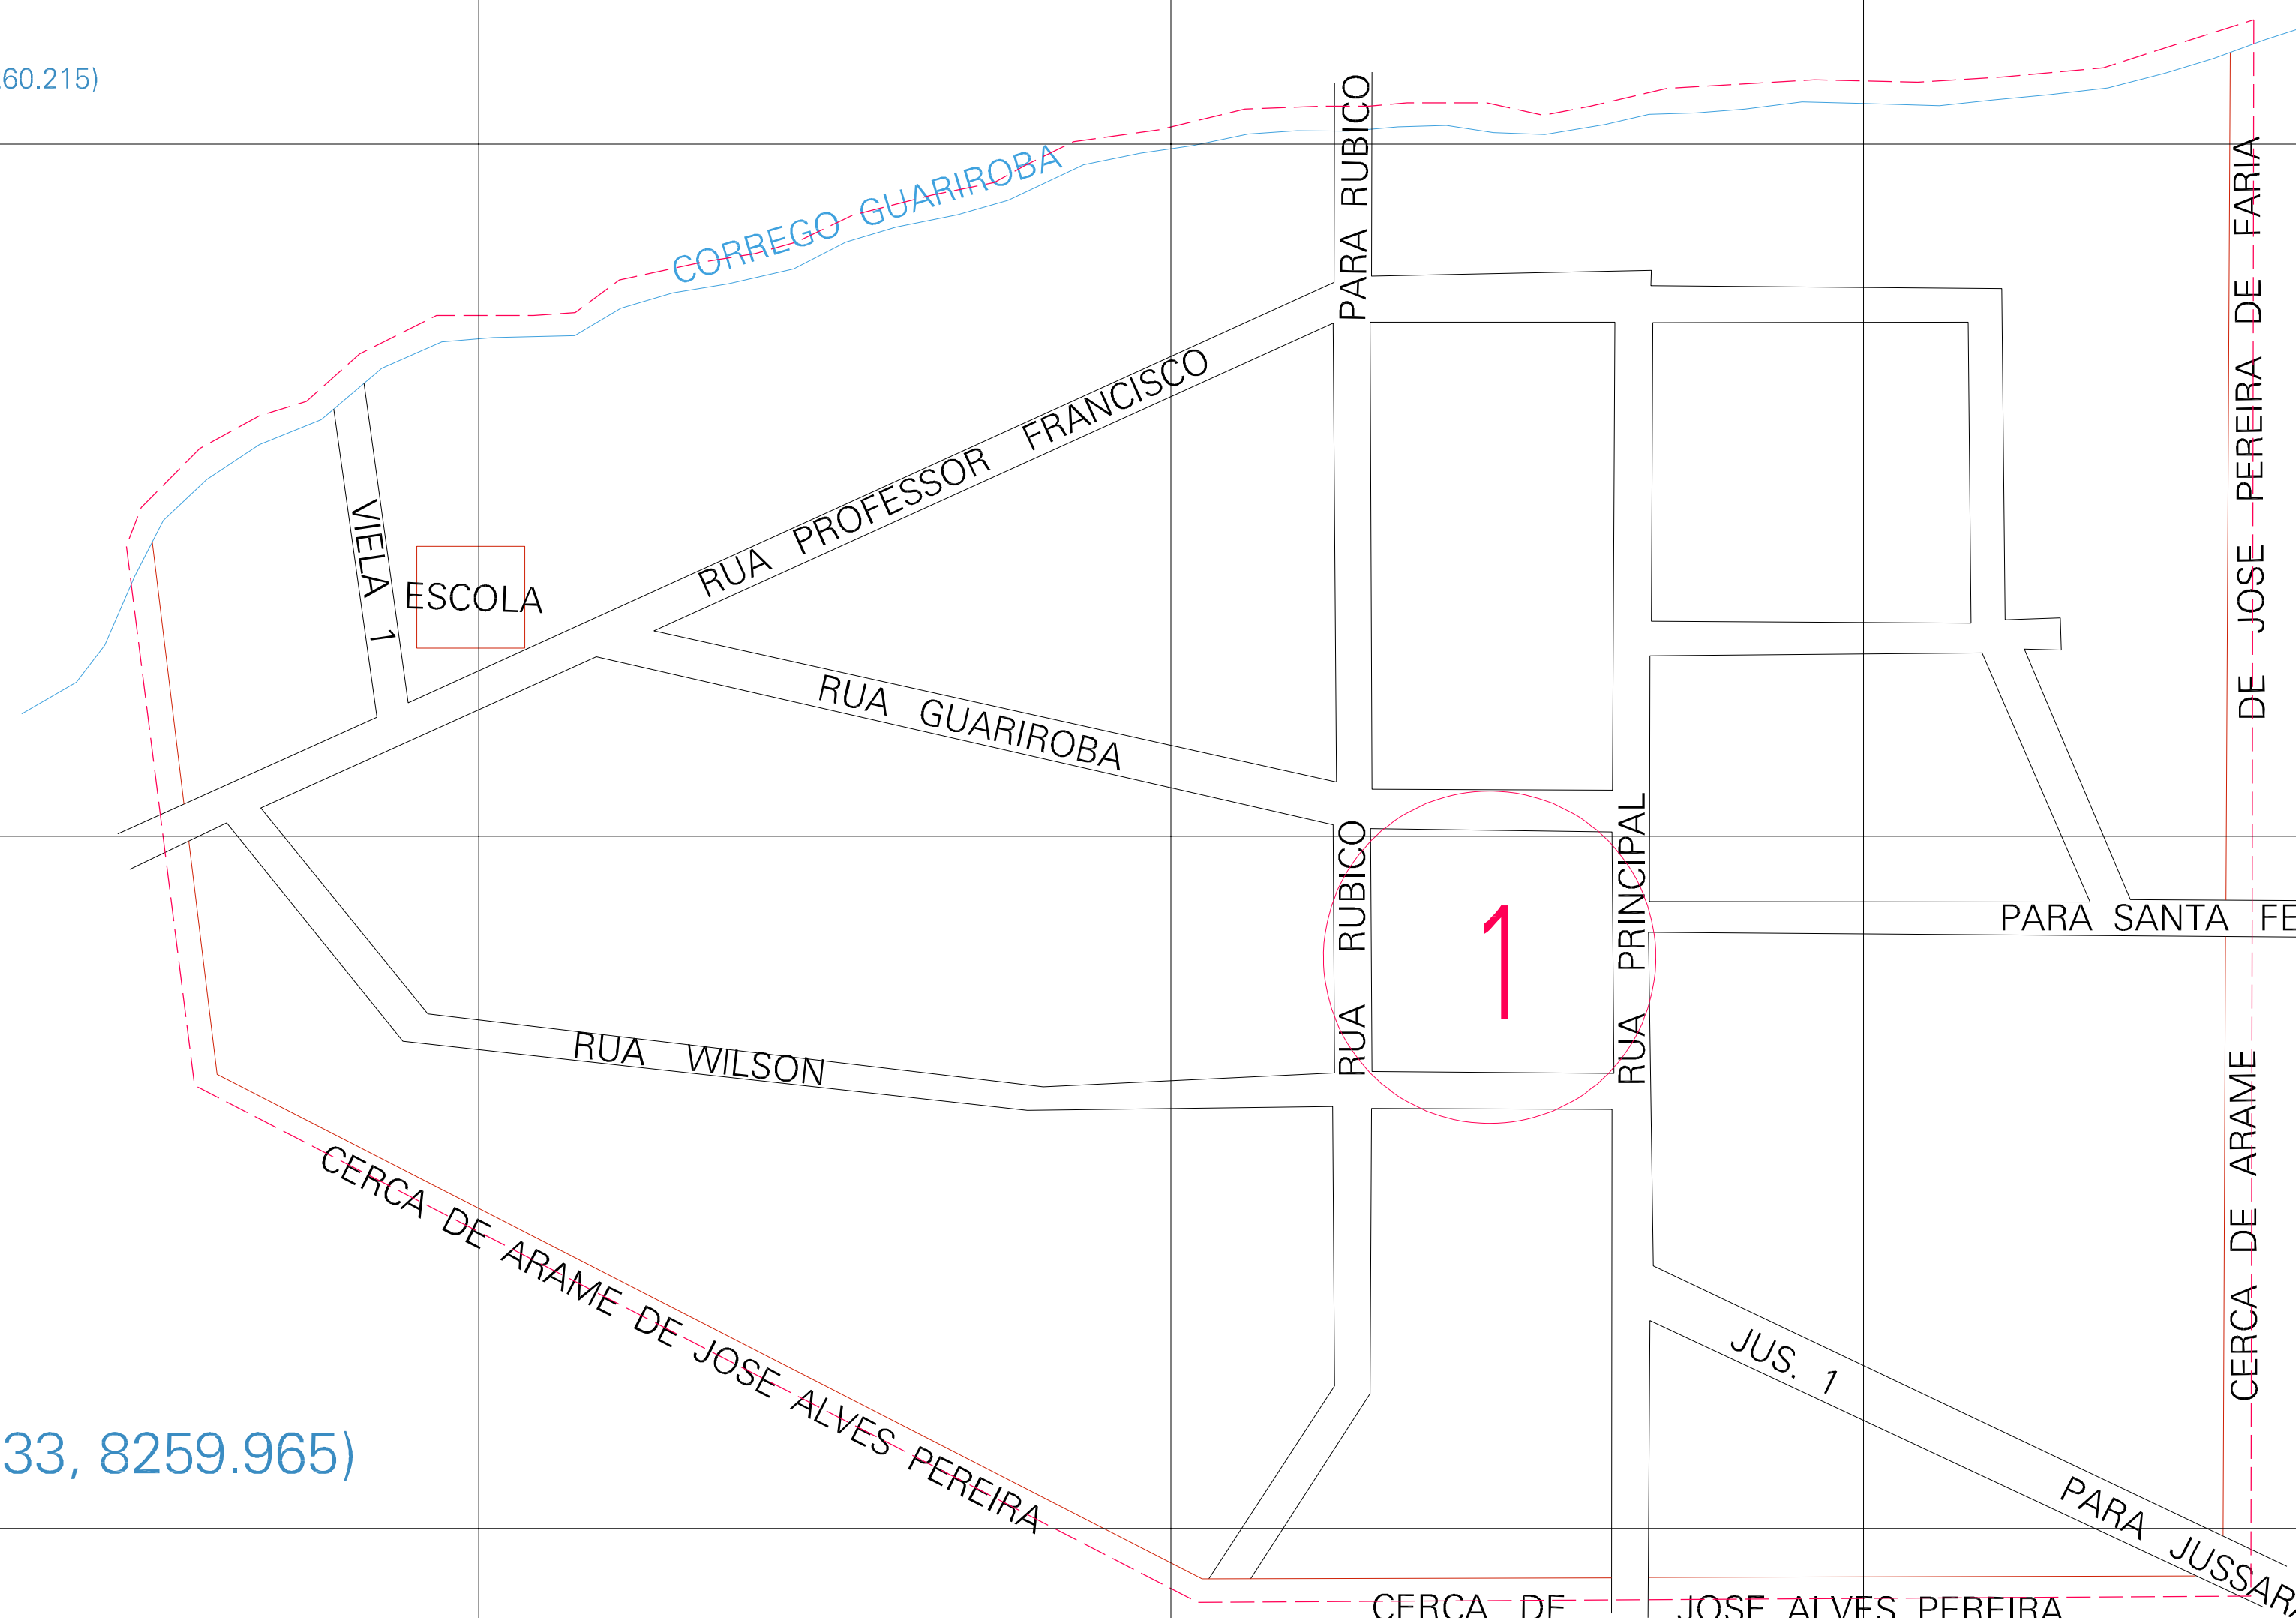 60.215)
CORREGO GUARIROBA
PARA RUBICO
CERCA DE ARAME DE JOSE PEREIRA DE FARIA
RUA PROFESSOR FRANCISCO
VIELA 1
ESCOLA
RUA GUARIROBA
RUA RUBICO
1
RUA PRINCIPAL
PARA SANTA FE
RUA WILSON
CERCA DE ARAME DE JOSE ALVES PEREIRA
JUS. 1
33, 8259.965)
PARA JUSSAR
CERCA DE JOSE ALVES PEREIRA